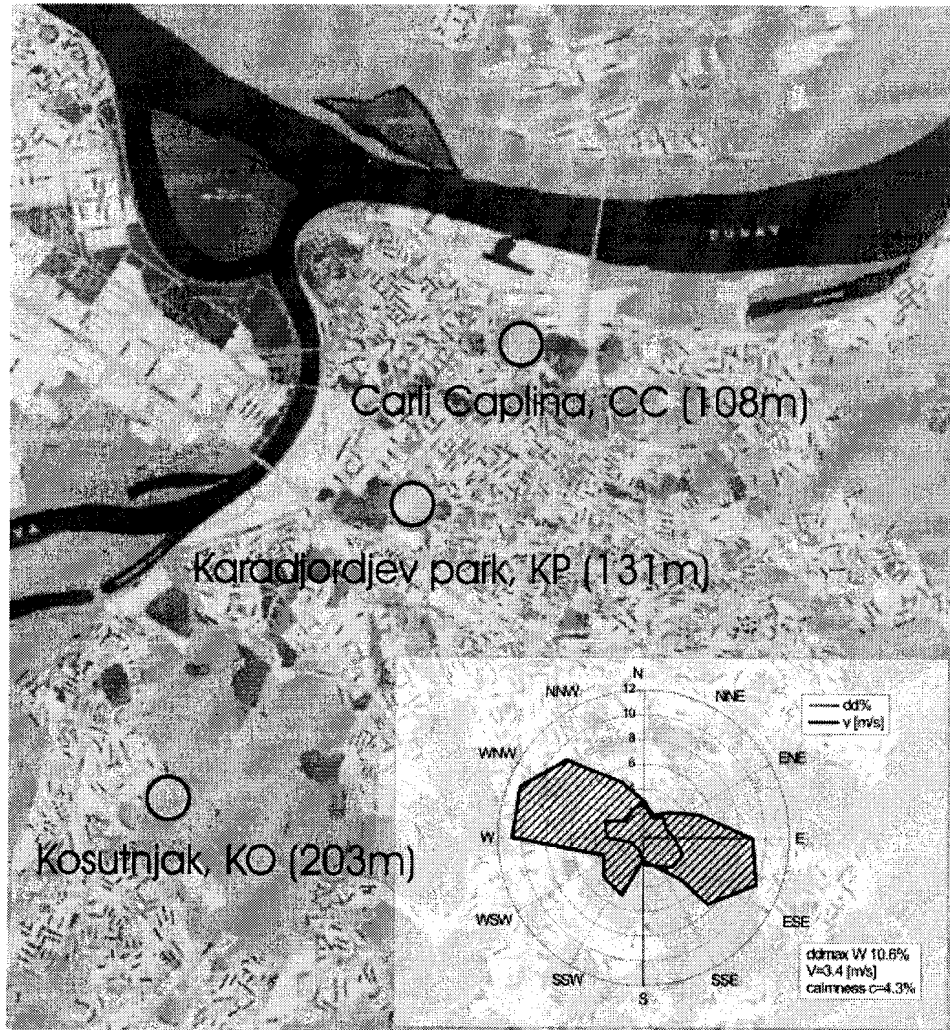 DUNAV
Carli Caplina, CC (108m)
Karadjordjev park, KP (131m)
Kosutnjak, KO (203m)
N
12
10
8
6
NNW
NNE
WNW
ENE
W
E
WSW
ESE
SSW
SSE
S
dd%
v [m/s]
ddmax W 10.6%
V=3.4 [m/s]
calmness c=4.3%